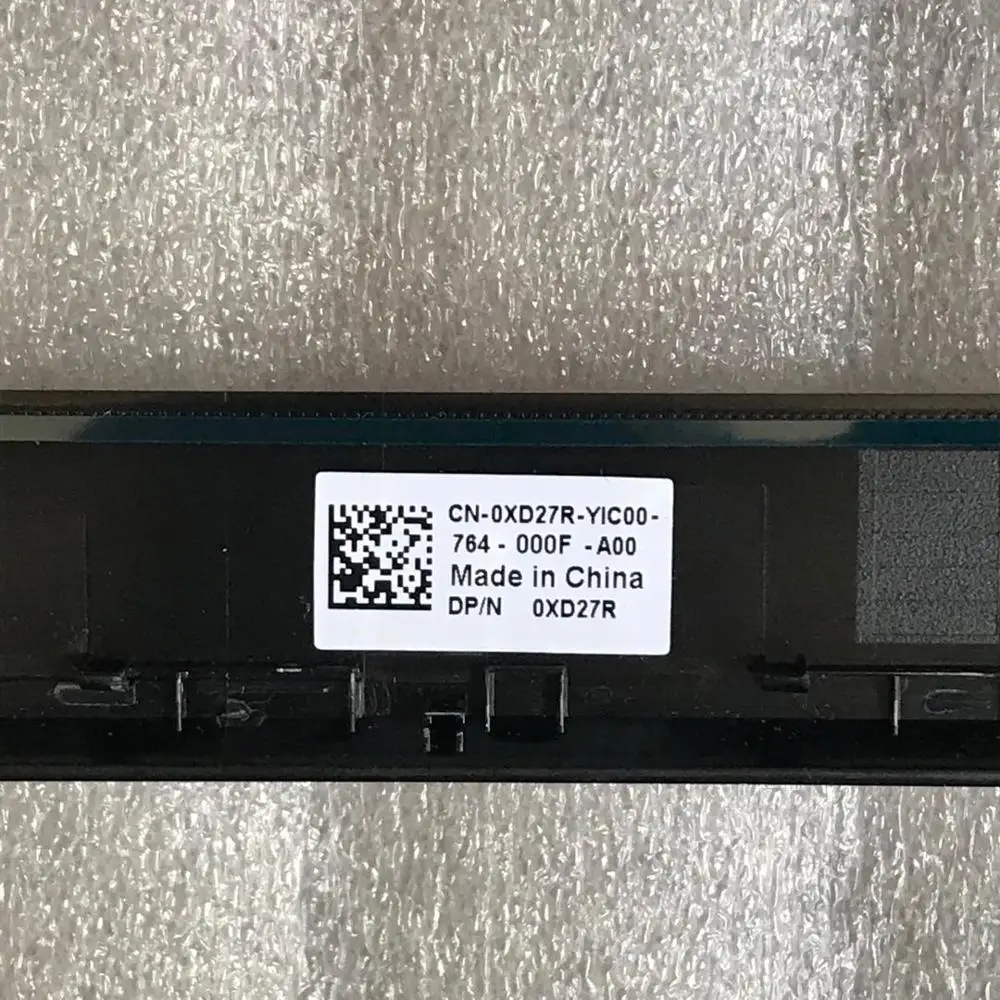 CN-0XD27R-YIC00-
764 - 000F -A00
Made in China
DP/N 0XD27R